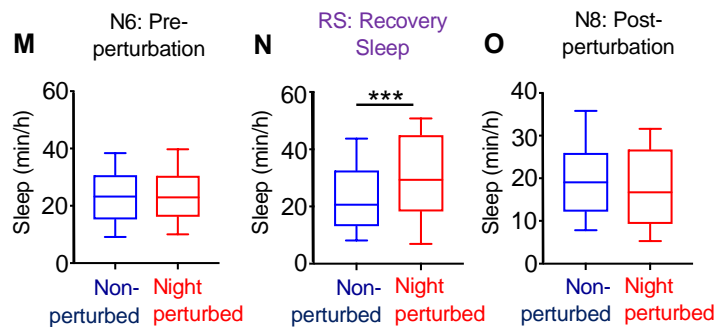 M
N6: Pre-
perturbation
60
40
20
0
Sleep (min/h)
Non-
perturbed
Night
perturbed
N
RS: Recovery
Sleep
***
60
40
20
0
Sleep (min/h)
Non-
perturbed
Night
perturbed
O
N8: Post-
perturbation
40
30
20
10
0
Sleep (min/h)
Non-
perturbed
Night
perturbed